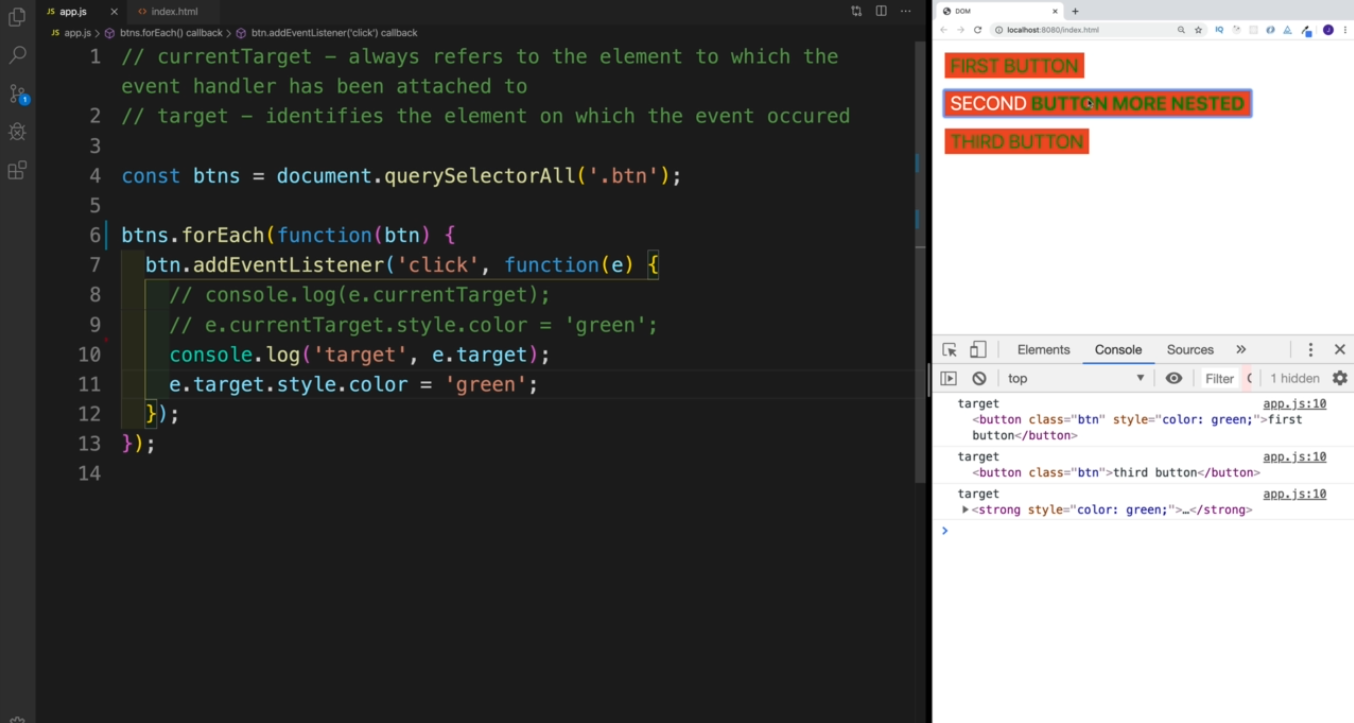 app.js
index.html
app.js > btns.forEach() callback > btn.addEventListener('click') callback
1 // currentTarget – always refers to the element to which the
event handler has been attached to
2 // target – identifies the element on which the event occured
3
4 const btns = document.querySelectorAll('.btn');
5
6 btns.forEach(function(btn) {
7 btn.addEventListener('click', function(e) {
8 // console.log(e.currentTarget);
9 // e.currentTarget.style.color = 'green';
10 console.log('target', e.target);
11 e.target.style.color = 'green';
12 });
13 });
14
DOM
localhost:8080/index.html
FIRST BUTTON
SECOND BUTTON MORE NESTED
THIRD BUTTON
Elements Console Sources
top Filter 1 hidden
target app.js:10
<button class="btn" style="color: green;">first
button</button>
target app.js:10
<button class="btn">third button</button>
target app.js:10
<strong style="color: green;">…</strong>